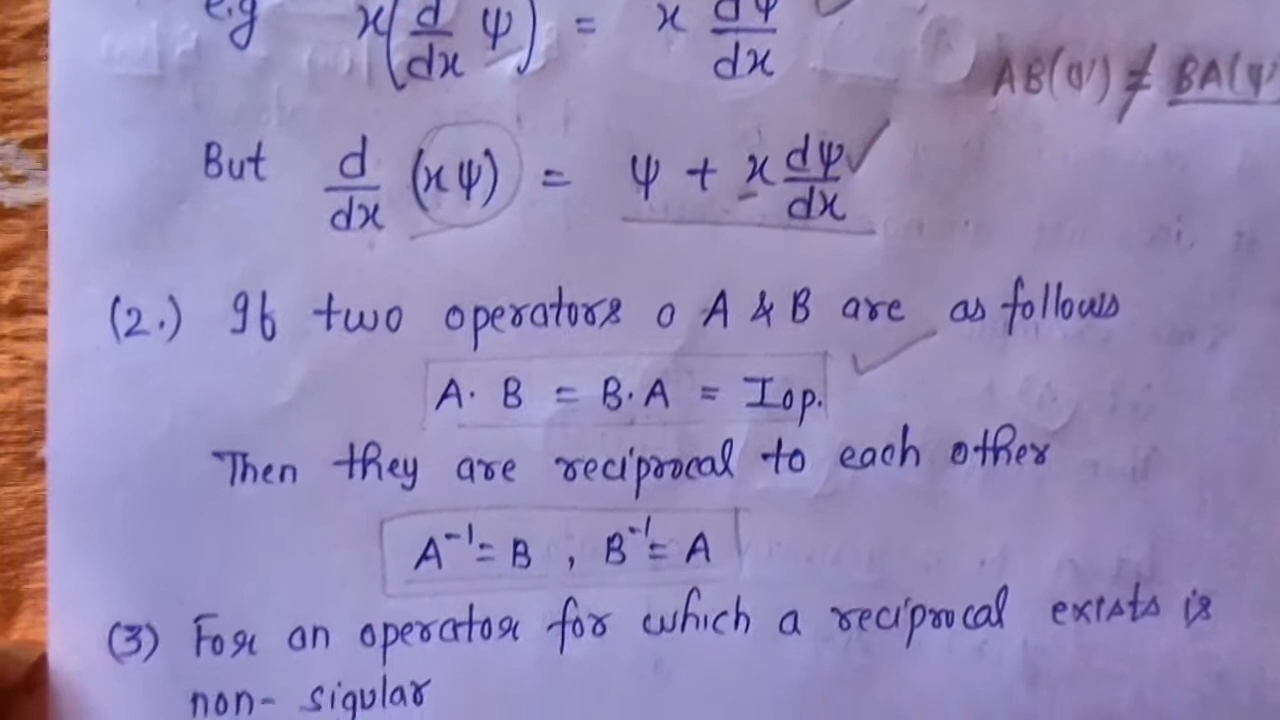 e.g x(d/dx ψ) = x dψ/dx
AB(ψ) ≠ BA(ψ)
But d/dx (xψ) = ψ + x dψ/dx
(2.) If two operators o A & B are as follows
A. B = B.A = Iop.
Then they are reciprocal to each other
A⁻¹= B , B⁻¹= A
(3) For an operator for which a reciprocal exists is
non- sigular